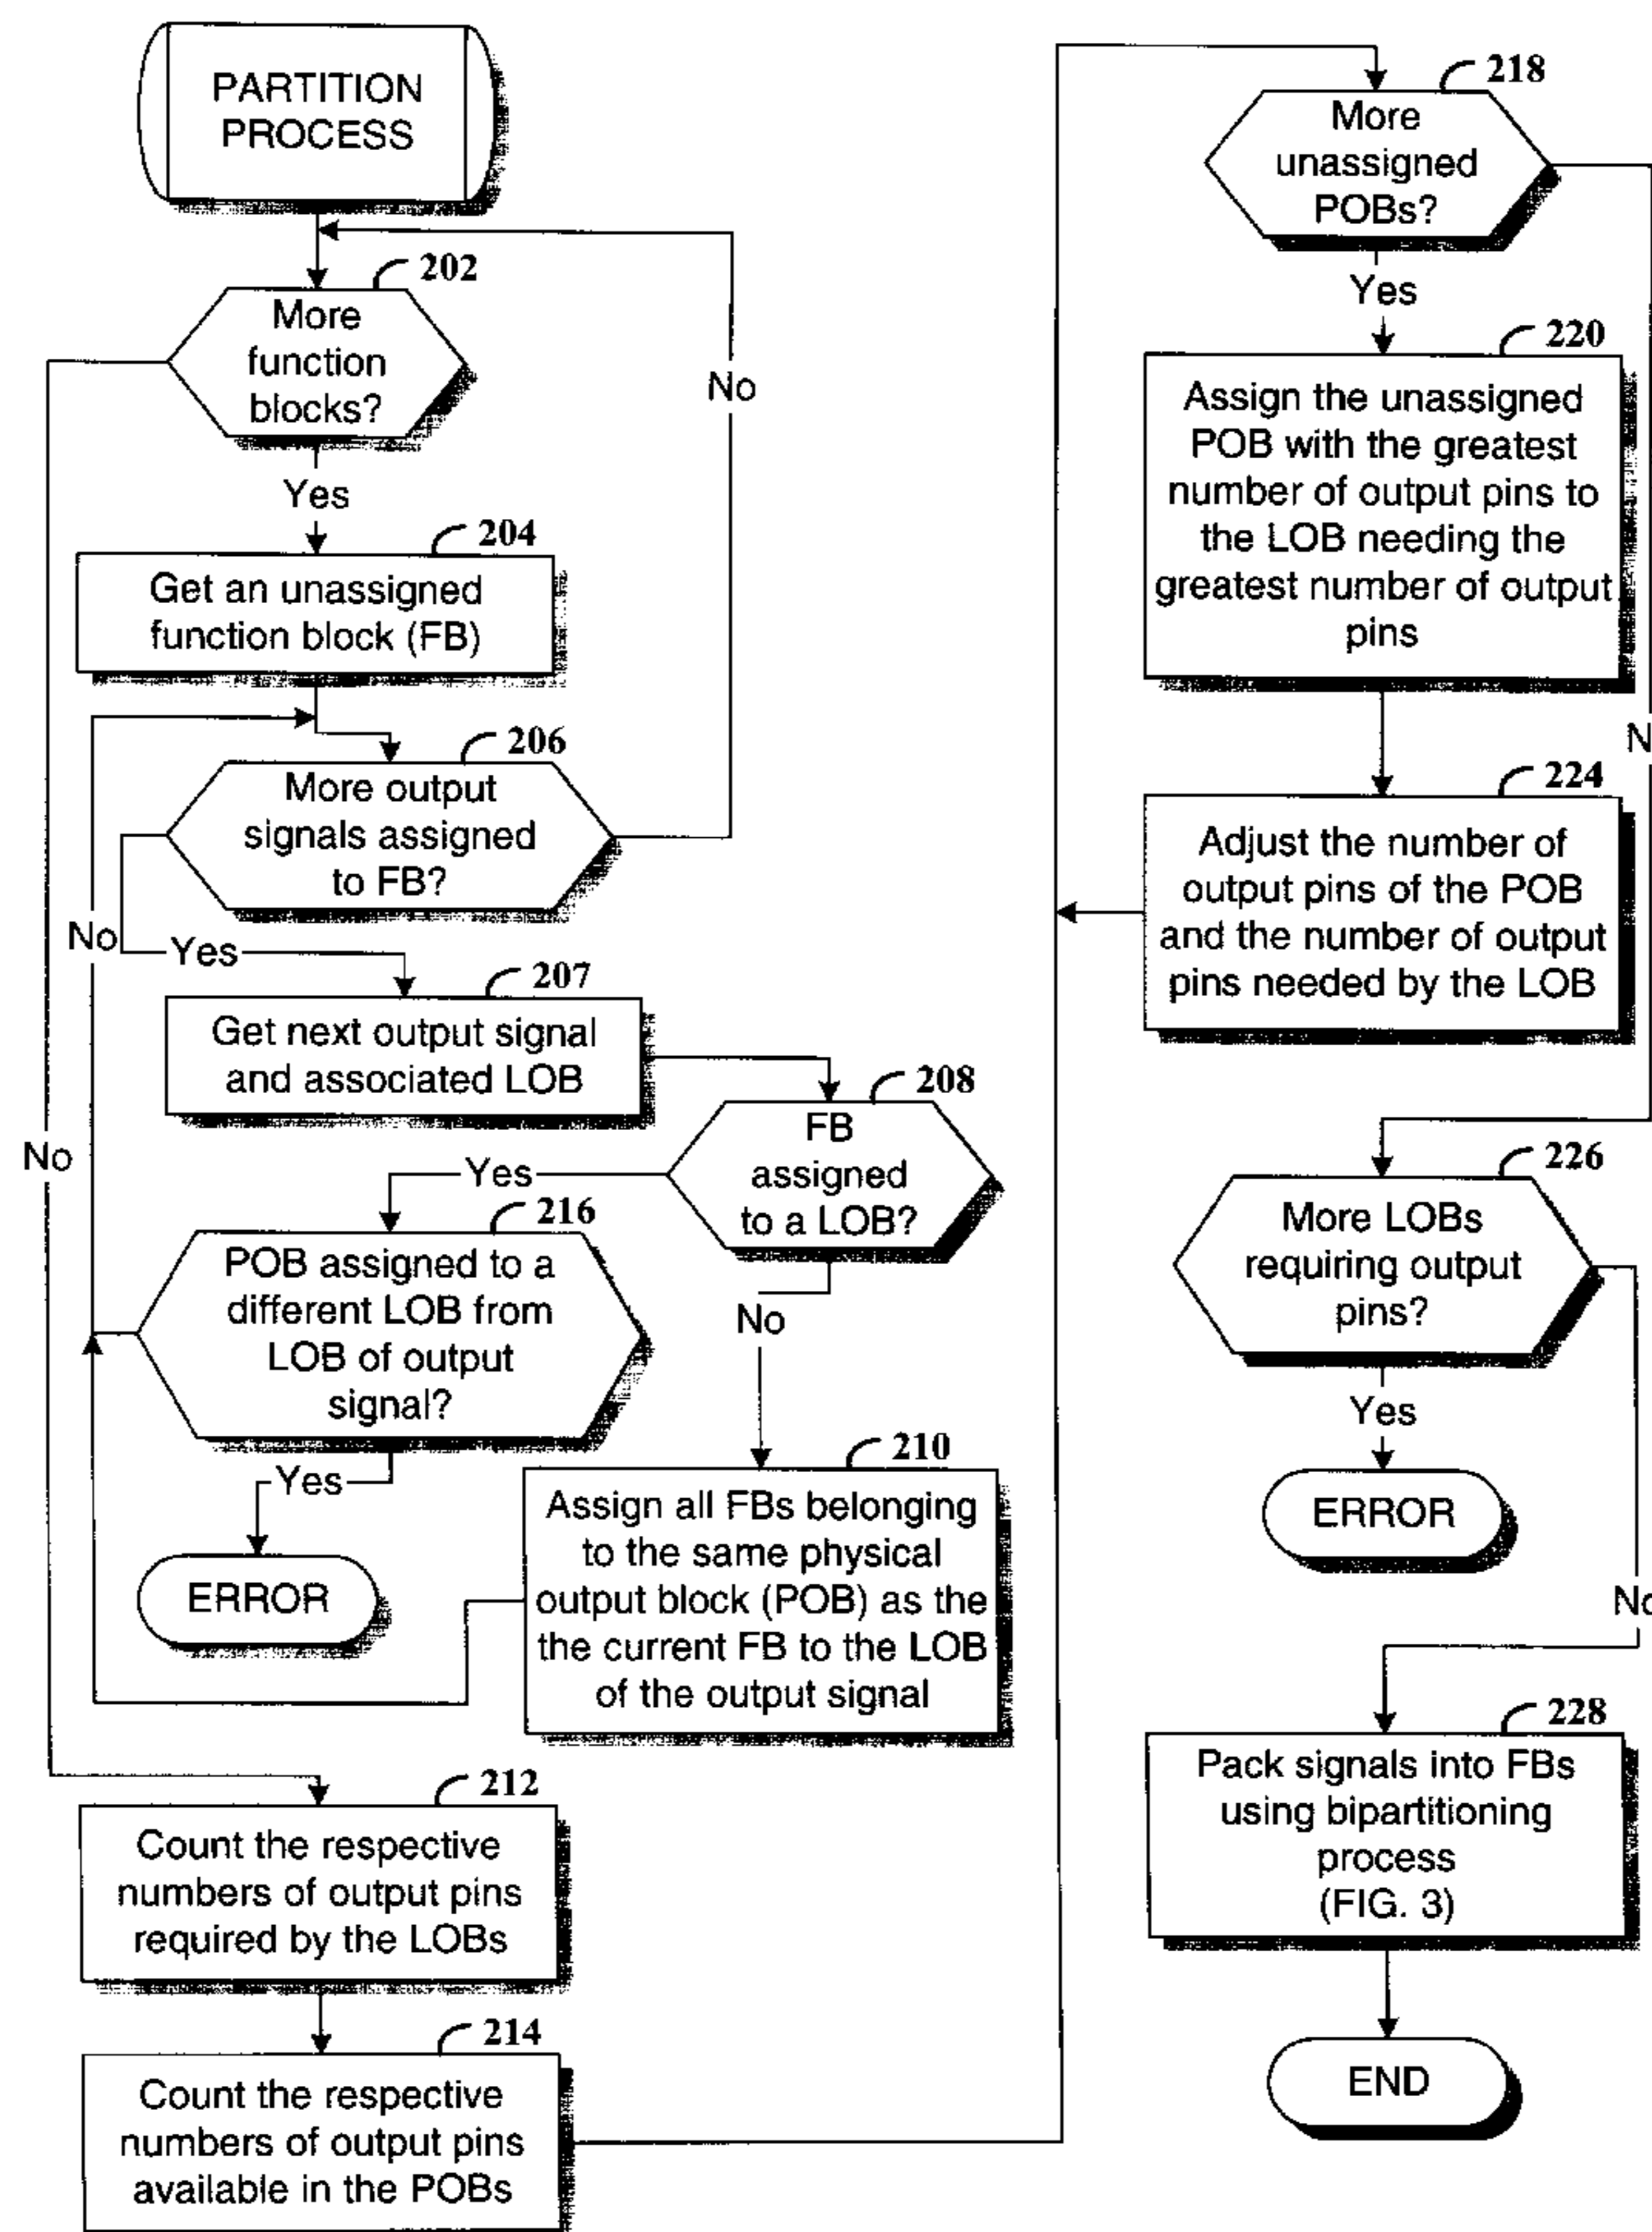 PARTITION
PROCESS
202
More
function
blocks?
No
Yes
204
Get an unassigned
function block (FB)
206
More output
signals assigned
to FB?
No
No
Yes
207
Get next output signal
and associated LOB
208
FB
assigned
to a LOB?
No
Yes
216
POB assigned to a
different LOB from
LOB of output
signal?
No
Yes
ERROR
210
Assign all FBs belonging
to the same physical
output block (POB) as the
the current FB to the LOB
of the output signal
212
Count the respective
numbers of output pins
required by the LOBs
214
Count the respective
numbers of output pins
available in the POBs
218
More
unassigned
POBs?
Yes
220
Assign the unassigned
POB with the greatest
number of output pins to
the LOB needing the
greatest number of output
pins
N
224
Adjust the number of
output pins of the POB
and the number of output
pins needed by the LOB
226
More LOBs
requiring output
pins?
Yes
ERROR
No
228
Pack signals into FBs
using bipartitioning
process
(FIG. 3)
END